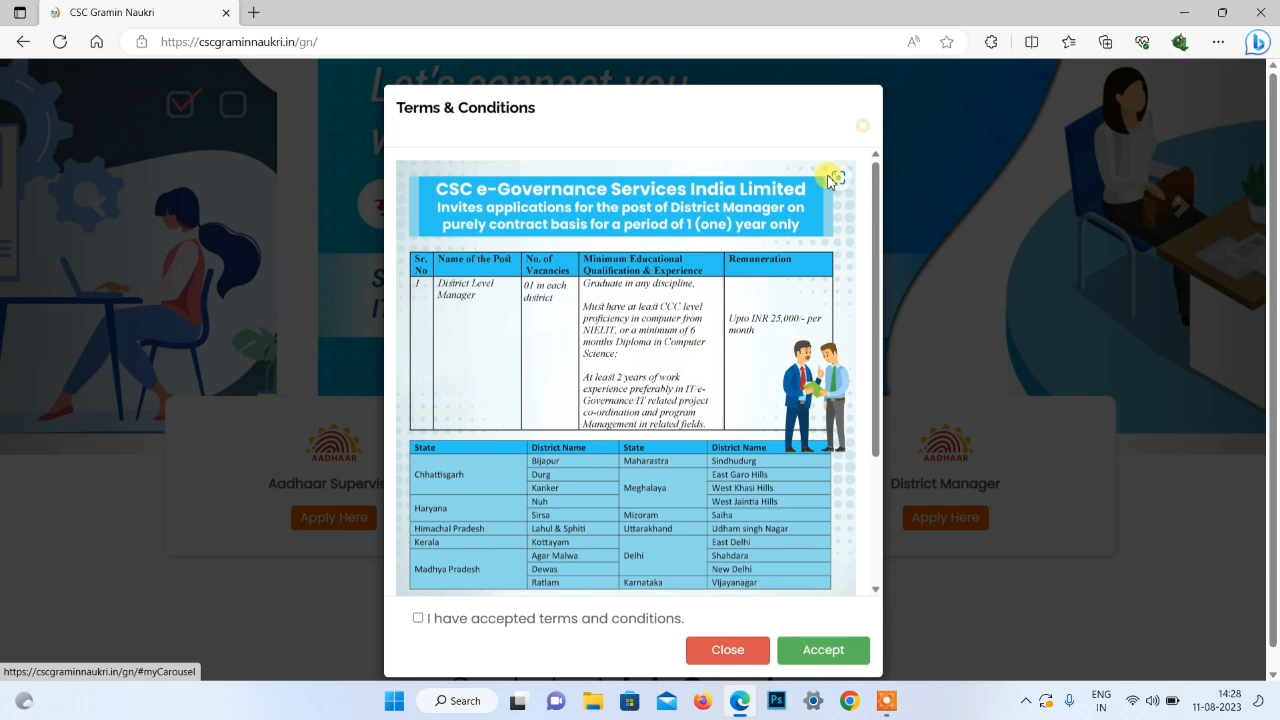 CSC Gramin Naukri
https://cscgraminnaukri.in/gn/
Let's connect you
Terms & Conditions
CSC e-Governance Services India Limited
Invites applications for the post of District Manager on
purely contract basis for a period of 1 (one) year only
Sr. No Name of the Post No. of Vacancies Minimum Educational Qualification & Experience Remuneration
1 District Level Manager 01 in each district
Graduate in any discipline,
Must have at least CCC level
proficiency in computer from
NIELIT, or a minimum of 6
months Diploma in Computer
Science;
At least 2 years of work
experience preferably in IT/e-
Governance/IT related project
co-ordination and program
Management in related fields.
Upto INR 25,000/- per
month
State District Name State District Name
Chhattisgarh Bijapur Maharastra Sindhudurg
Durg Meghalaya East Garo Hills
Kanker West Khasi Hills
Haryana Nuh West Jaintia Hills
Sirsa Mizoram Saiha
Himachal Pradesh Lahul & Sphiti Uttarakhand Udham singh Nagar
Kerala Kottayam Delhi East Delhi
Madhya Pradesh Agar Malwa Shahdara
Dewas New Delhi
Ratlam Karnataka Vijayanagar
AADHAAR
Aadhaar Supervis
Apply Here
AADHAAR
District Manager
Apply Here
I have accepted terms and conditions.
Close Accept
https://cscgraminnaukri.in/gn/#myCarousel
Search
Ps
ENG
IN
14:28
11-08-2023